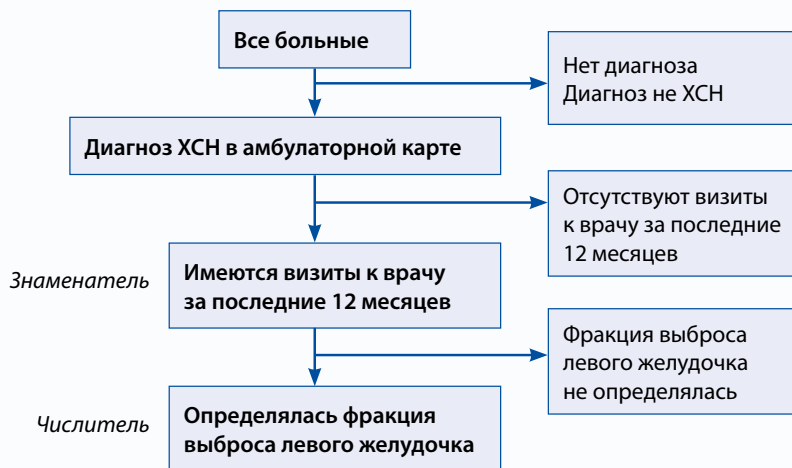 Все больные
Нет диагноза
Диагноз не ХСН
Диагноз ХСН в амбулаторной карте
Отсутствуют визиты
к врачу за последние
12 месяцев
Знаменатель
Имеются визиты к врачу
за последние 12 месяцев
Фракция выброса
левого желудочка
не определялась
Числитель
Определялась фракция
выброса левого желудочка